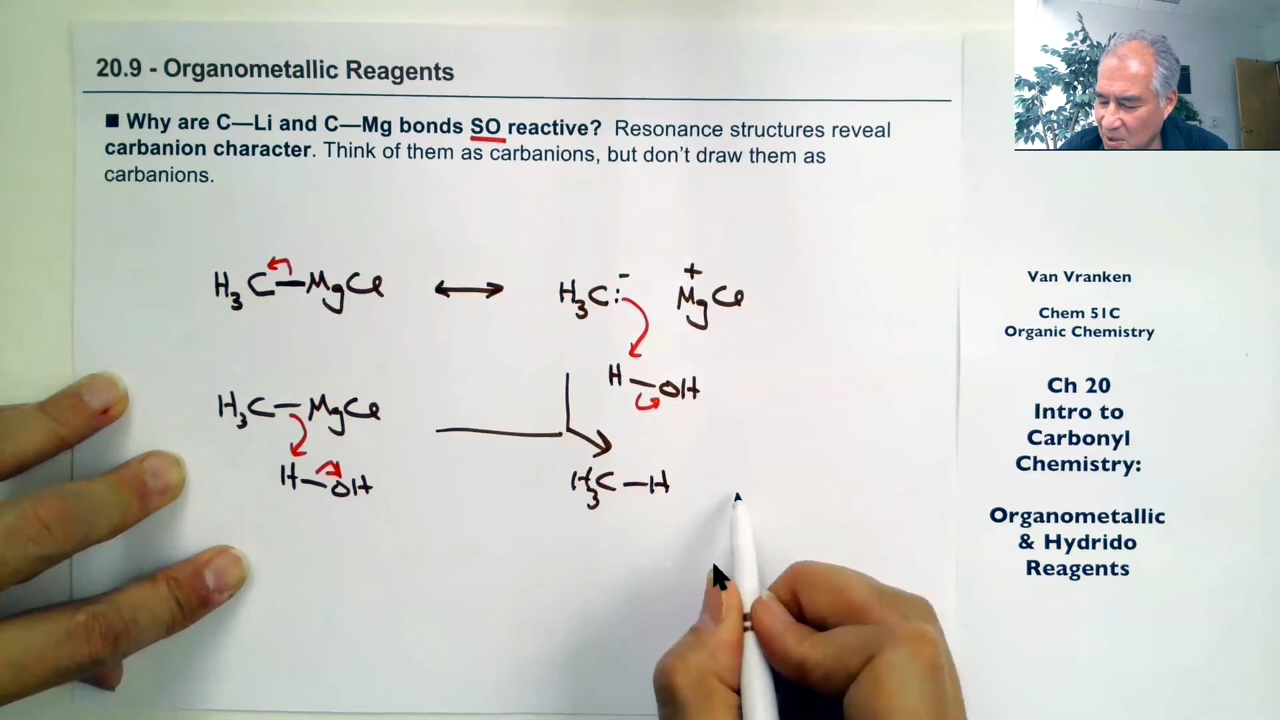 20.9 - Organometallic Reagents
■ Why are C—Li and C—Mg bonds SO reactive? Resonance structures reveal
carbanion character. Think of them as carbanions, but don't draw them as
carbanions.
H₃C—MgCl ⟷ H₃C:⁻ ⁺MgCl
H—OH
H₃C—MgCl
H—OH
H₃C—H
Van Vranken
Chem 51C
Organic Chemistry
Ch 20
Intro to
Carbonyl
Chemistry:
Organometallic
& Hydrido
Reagents